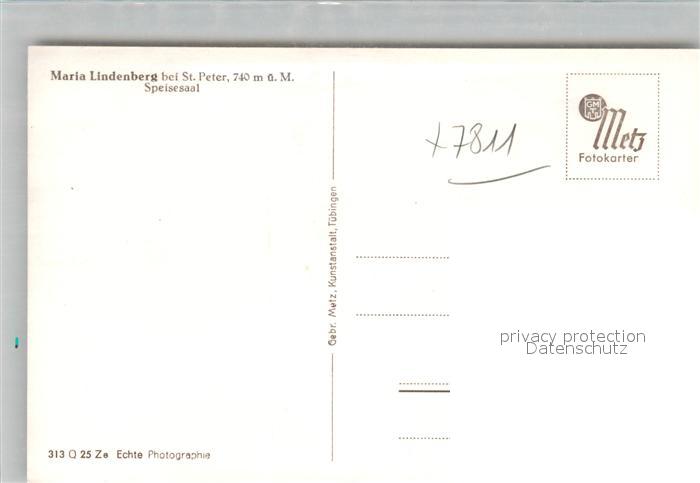 Maria Lindenberg bei St. Peter, 740 m ü. M.
Speisesaal
313 Q 25 Ze Echte Photographie
Gebr. Metz, Kunstanstalt, Tübingen
+7811
GMT
Metz
Fotokarten
privacy protection
Datenschutz